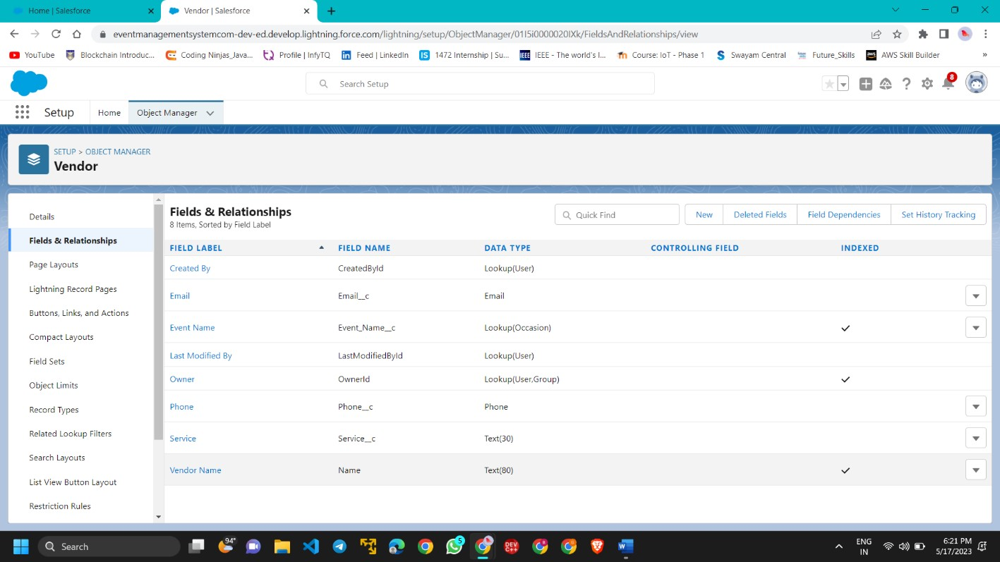 Home | Salesforce
Vendor | Salesforce
eventmanagementsystemcom-dev-ed.develop.lightning.force.com/lightning/setup/ObjectManager/01I5i0000020IXk/FieldsAndRelationships/view
YouTube
Blockchain Introduc...
Coding Ninjas_Java...
Profile | InfyTQ
Feed | LinkedIn
IS
1472 Internship | Su...
IEEE
IEEE - The world's l...
Course: IoT - Phase 1
Swayam Central
Future_Skills
aws
AWS Skill Builder
»
Search Setup
8
Setup
Home
Object Manager
SETUP > OBJECT MANAGER
Vendor
Details
Fields & Relationships
Page Layouts
Lightning Record Pages
Buttons, Links, and Actions
Compact Layouts
Field Sets
Object Limits
Record Types
Related Lookup Filters
Search Layouts
List View Button Layout
Restriction Rules
Fields & Relationships
8 Items, Sorted by Field Label
Quick Find
New
Deleted Fields
Field Dependencies
Set History Tracking
FIELD LABEL FIELD NAME DATA TYPE CONTROLLING FIELD INDEXED
Created By CreatedById Lookup(User)
Email Email__c Email
Event Name Event_Name__c Lookup(Occasion)
Last Modified By LastModifiedById Lookup(User)
Owner OwnerId Lookup(User,Group)
Phone Phone__c Phone
Service Service__c Text(30)
Vendor Name Name Text(80)
Search
94°
5
DEV
C++
ENG
IN
6:21 PM
5/17/2023